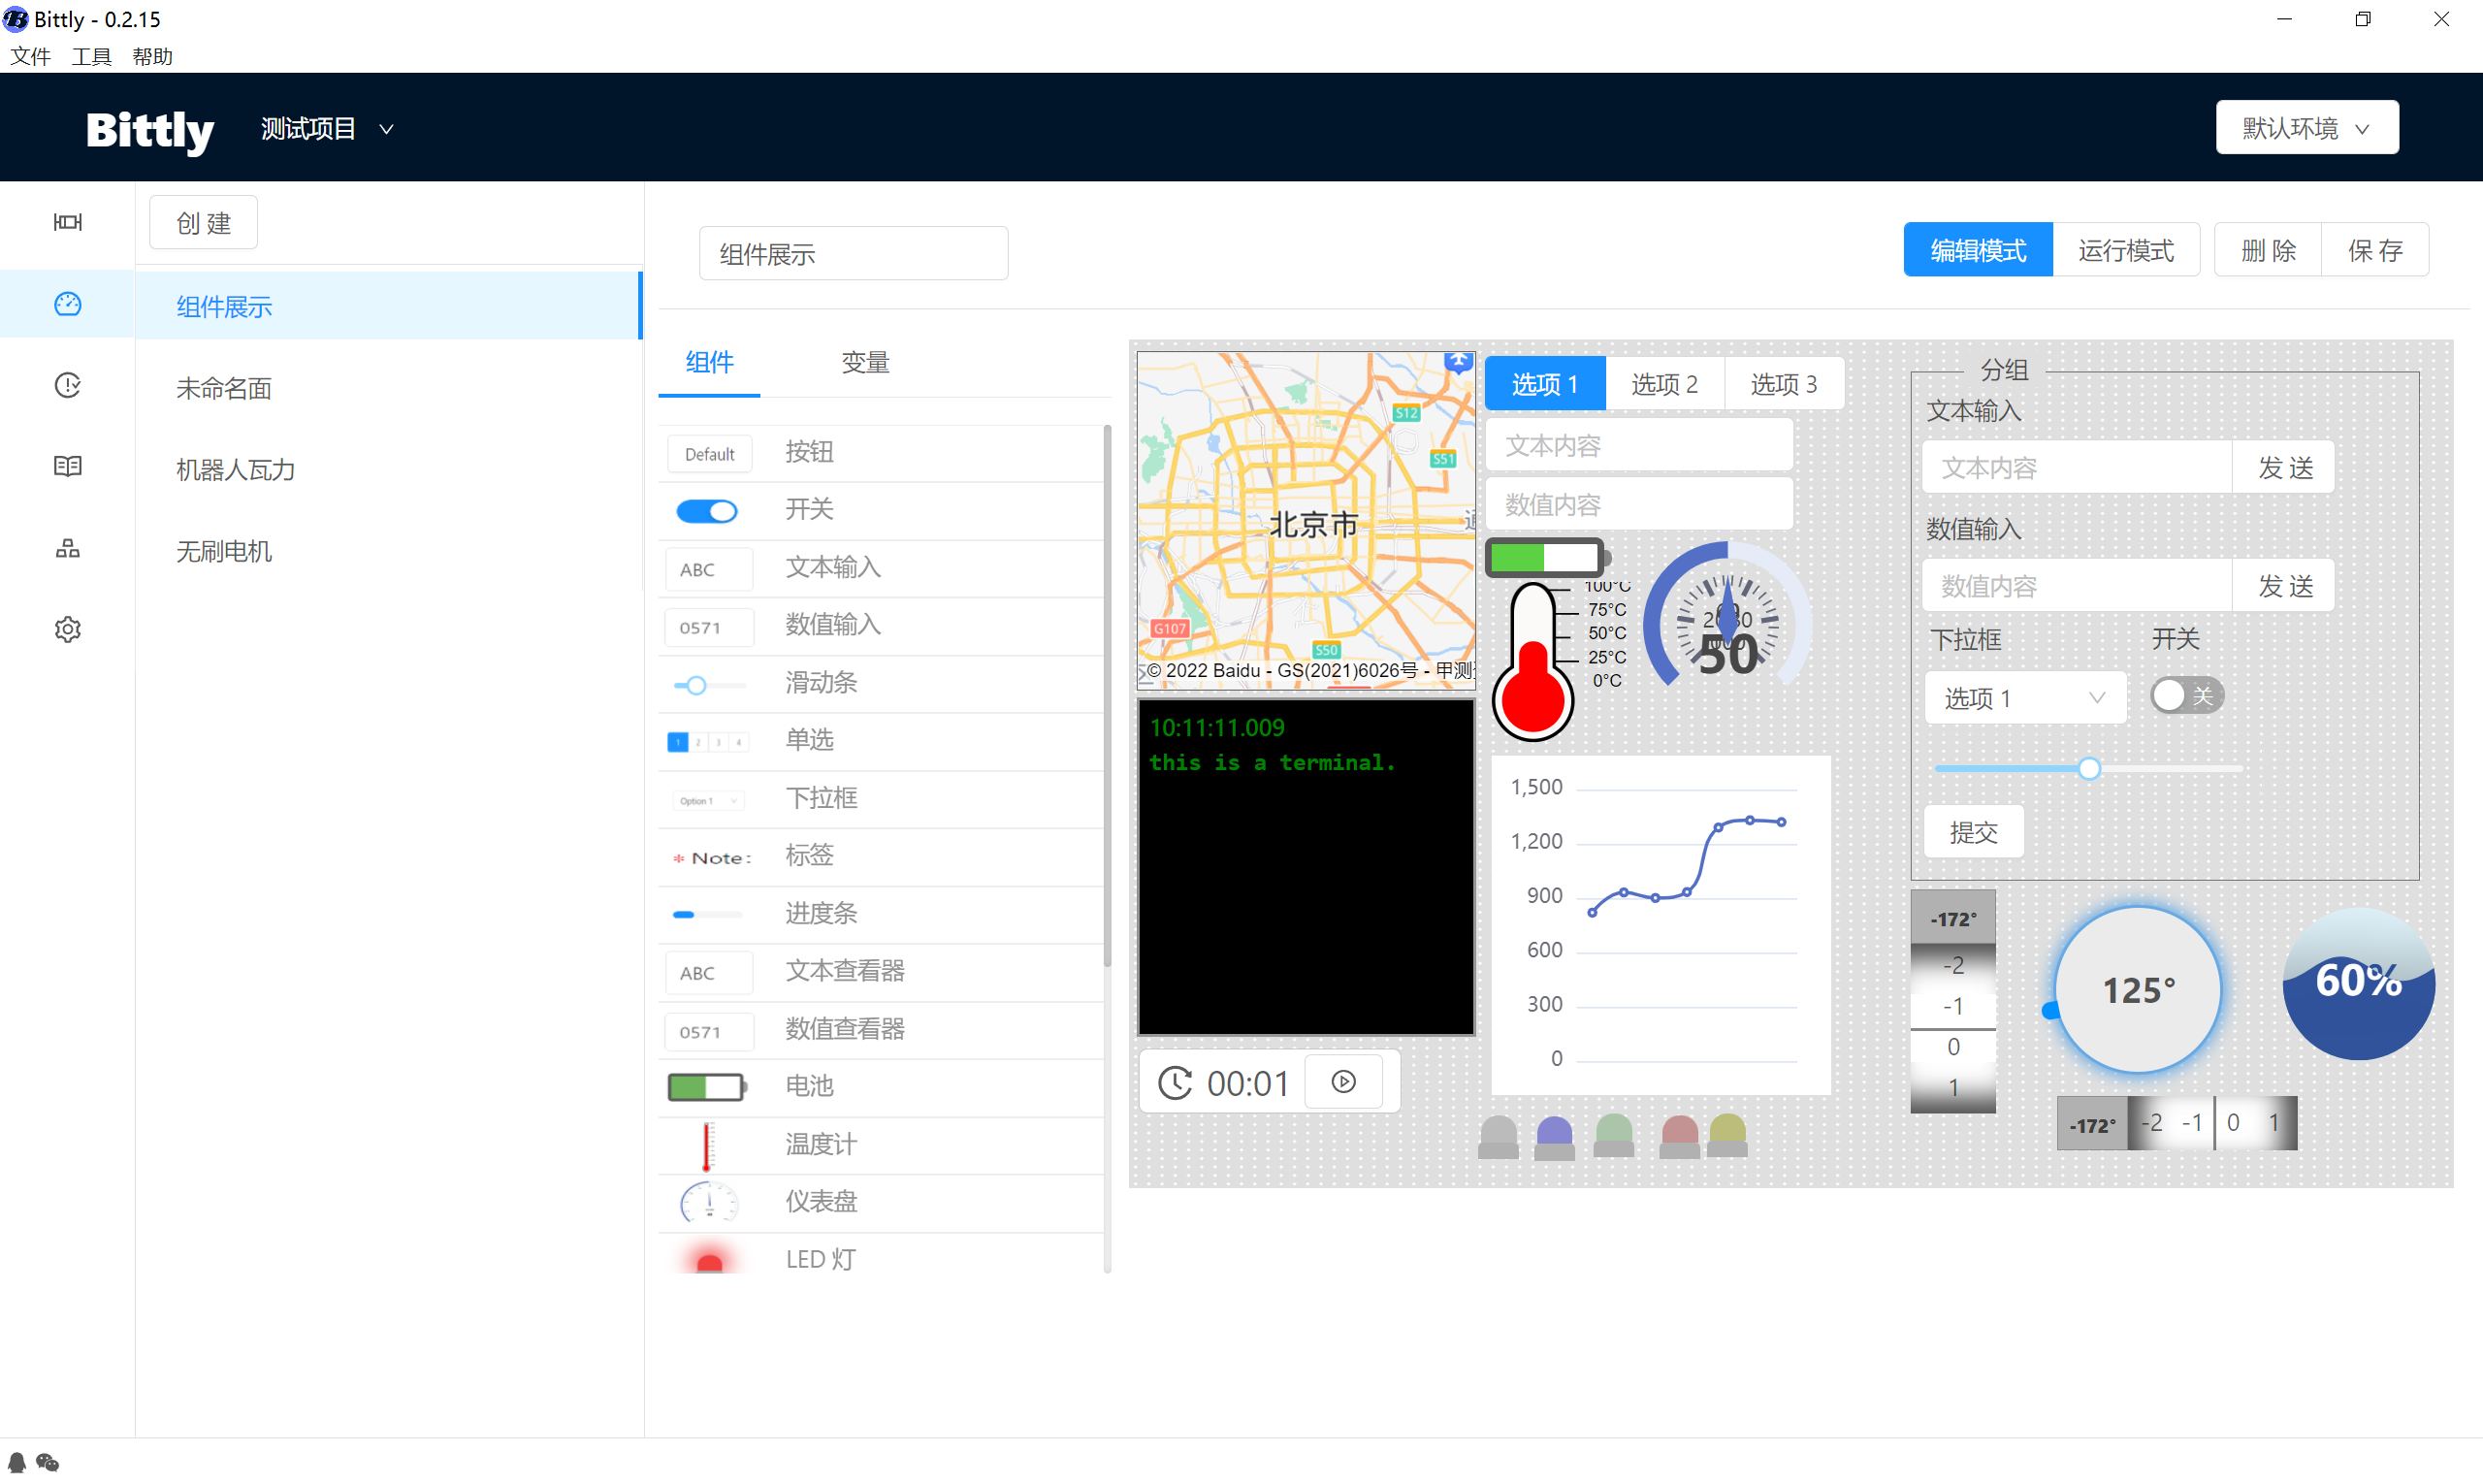 Bittly - 0.2.15
文件 工具 帮助
Bittly 测试项目 默认环境
创 建
组件展示
未命名面
机器人瓦力
无刷电机
组件展示
编辑模式 运行模式 删 除 保 存
组件 变量
Default 按钮
开关
ABC 文本输入
0571 数值输入
滑动条
1 2 3 4 单选
Option 1 下拉框
* Note: 标签
进度条
ABC 文本查看器
0571 数值查看器
电池
温度计
仪表盘
LED 灯
S12
S51
北京市
G107
S50
© 2022 Baidu - GS(2021)6026号 - 甲测
10:11:11.009
this is a terminal.
00:01
选项 1 选项 2 选项 3
文本内容
数值内容
100°C
75°C
50°C
25°C
0°C
50
1,500
1,200
900
600
300
0
分组
文本输入
文本内容 发 送
数值输入
数值内容 发 送
下拉框 开关
选项 1 关
提交
-172°
-2
-1
0
1
125°
60%
-172° -2 -1 0 1